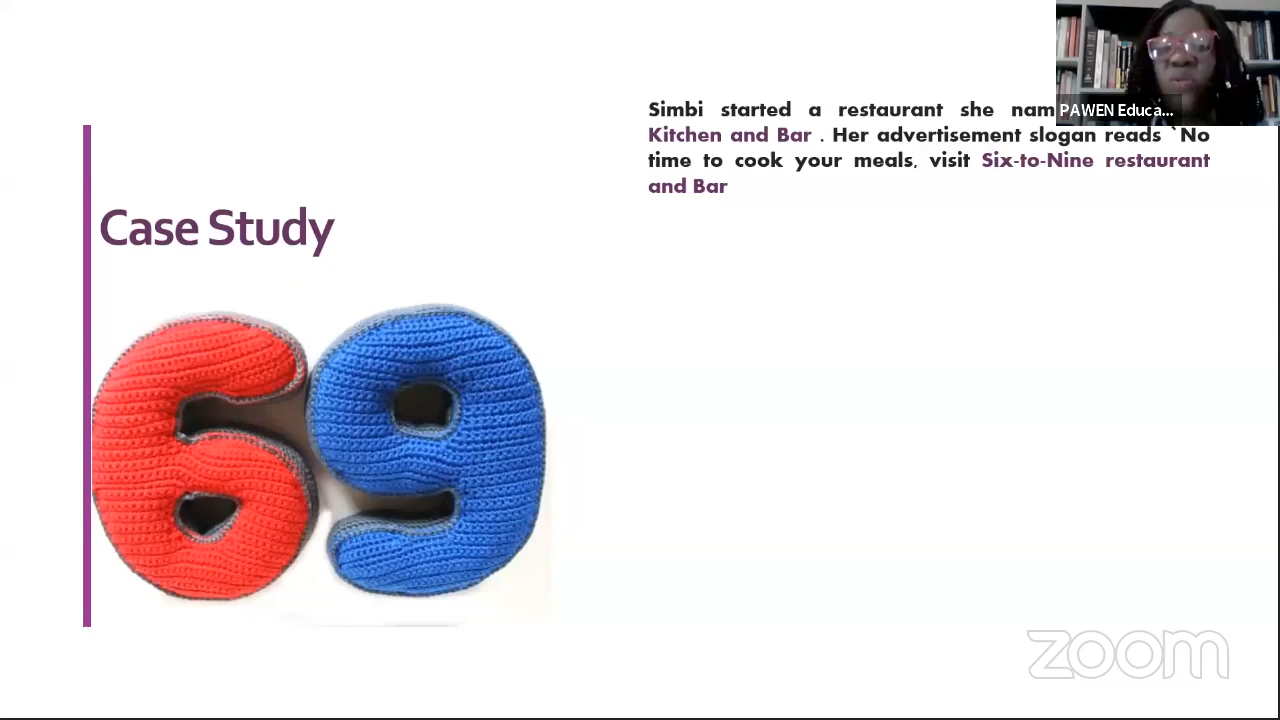 Simbi started a restaurant she nam
Kitchen and Bar . Her advertisement slogan reads `No
time to cook your meals, visit Six-to-Nine restaurant
and Bar
PAWEN Educa...
Case Study
69
zoom